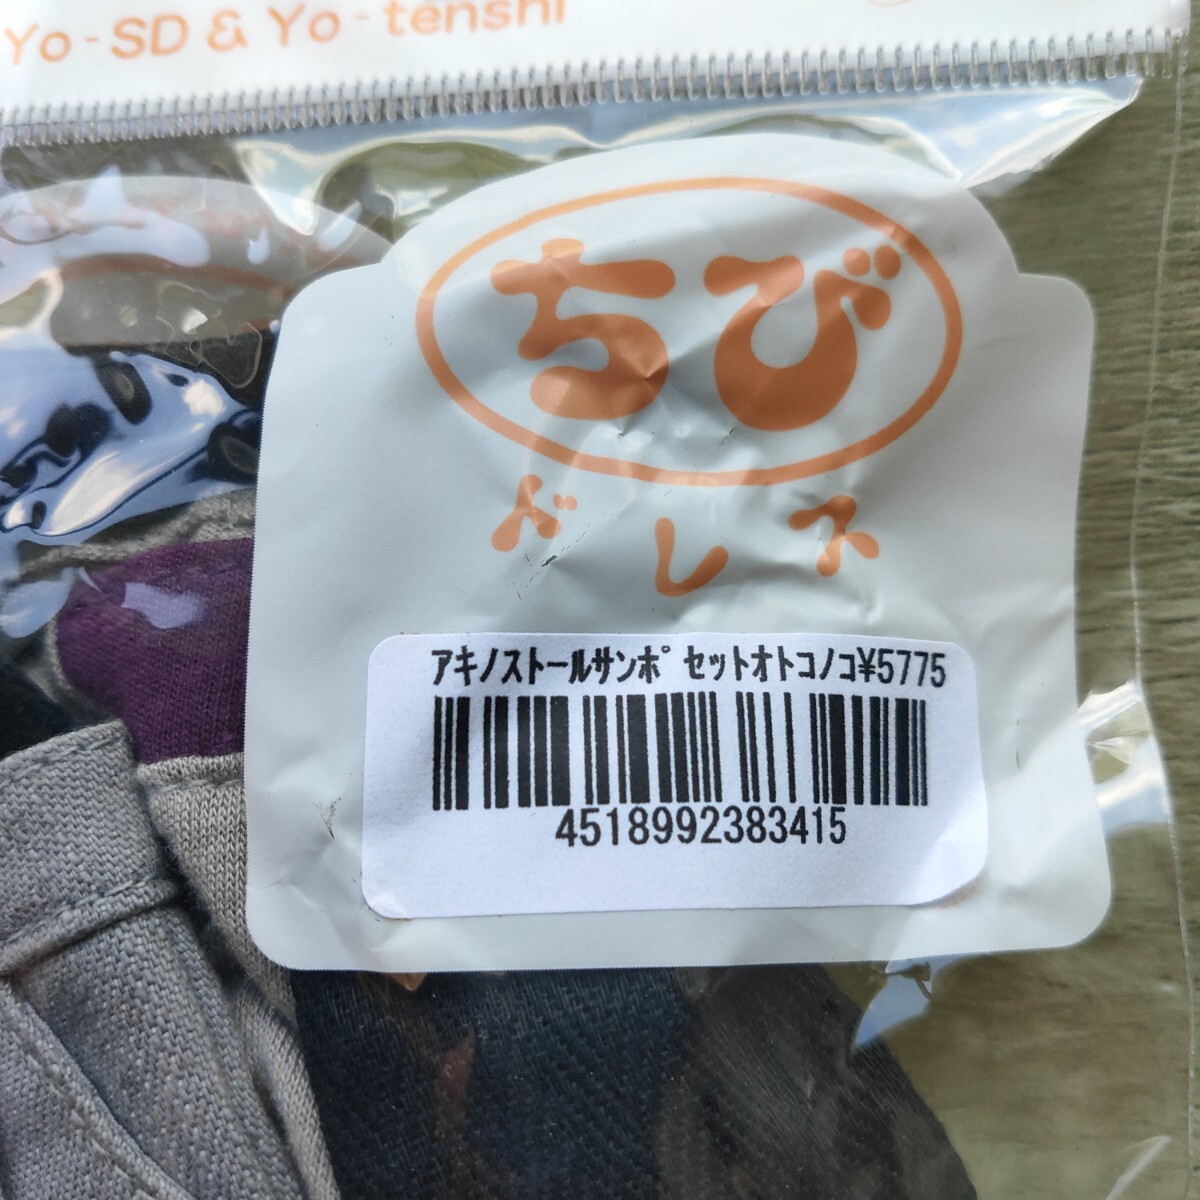 Yo-SD & Yo-tenshi
ちび
ドレス
ｱｷﾉｽﾄｰﾙｻﾝﾎﾟ ｾｯﾄｵﾄｺﾉｺ¥5775
4518992383415